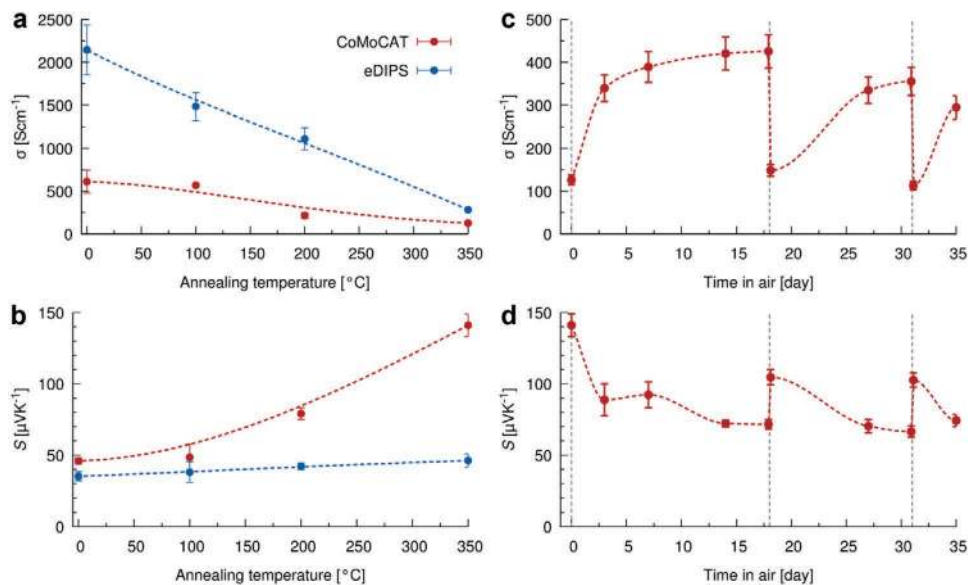 a
σ [Scm⁻¹]
2500
2000
1500
1000
500
0
CoMoCAT
eDIPS
0 50 100 150 200 250 300 350
Annealing temperature [°C]
c
σ [Scm⁻¹]
500
400
300
200
100
0
0 5 10 15 20 25 30 35
Time in air [day]
b
S [μVK⁻¹]
150
100
50
0
0 50 100 150 200 250 300 350
Annealing temperature [°C]
d
S [μVK⁻¹]
150
100
50
0
0 5 10 15 20 25 30 35
Time in air [day]